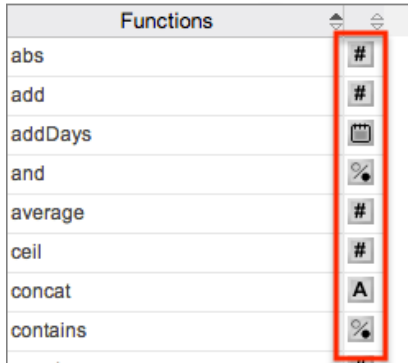 Functions
abs #
add #
addDays
and
average #
ceil #
concat A
contains